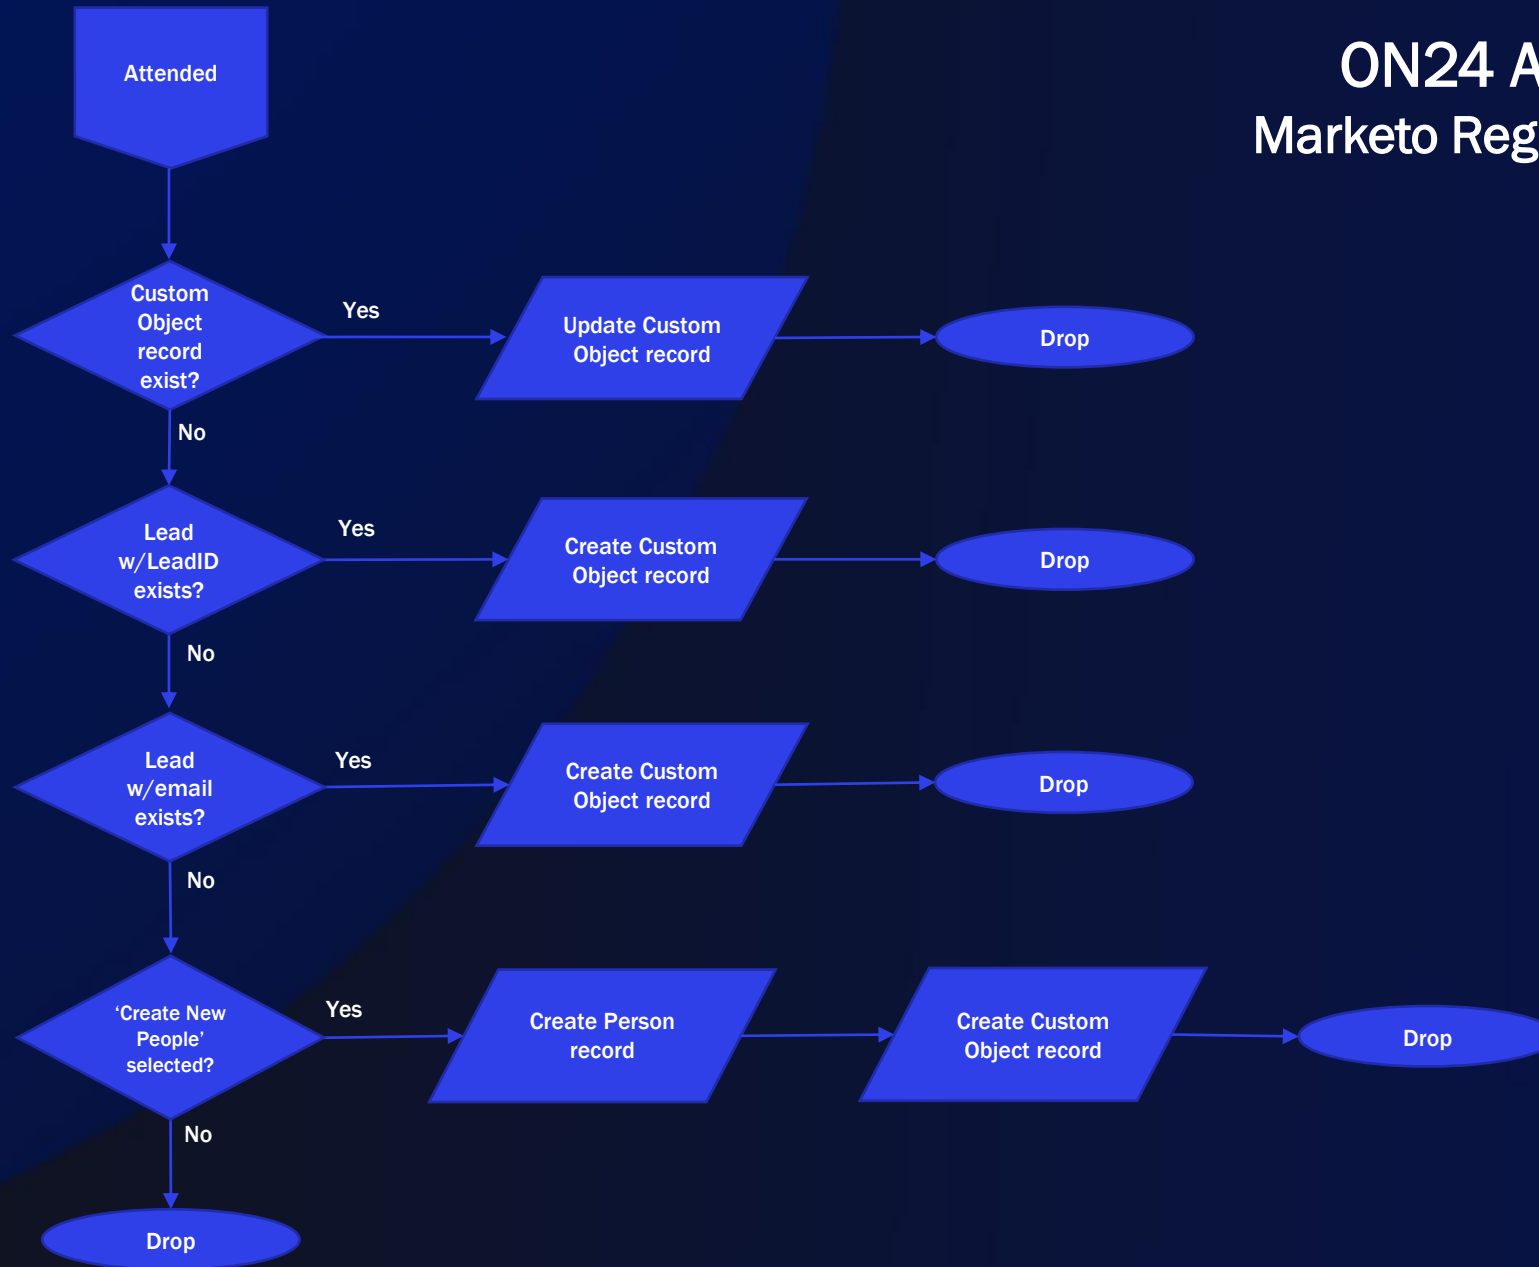 ON24 A
Marketo Reg
Attended
Custom
Object
record
exist?
Yes
Update Custom
Object record
Drop
No
Lead
w/LeadID
exists?
Yes
Create Custom
Object record
Drop
No
Lead
w/email
exists?
Yes
Create Custom
Object record
Drop
No
‘Create New
People’
selected?
Yes
Create Person
record
Create Custom
Object record
Drop
No
Drop